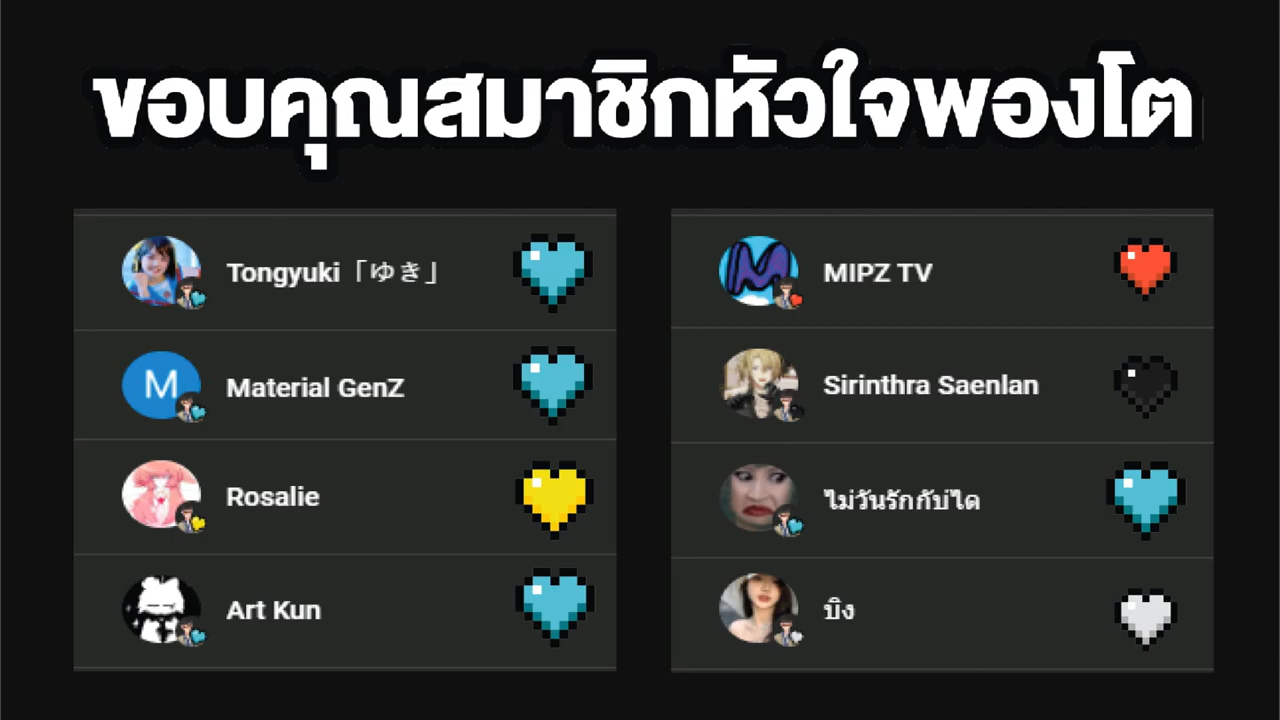 ขอบคุณสมาชิกหัวใจพองโต
Tongyuki「ゆき」
M
Material GenZ
Rosalie
Art Kun
MIPZ TV
Sirinthra Saenlan
ไม่วันรักกับ่ได
บิง